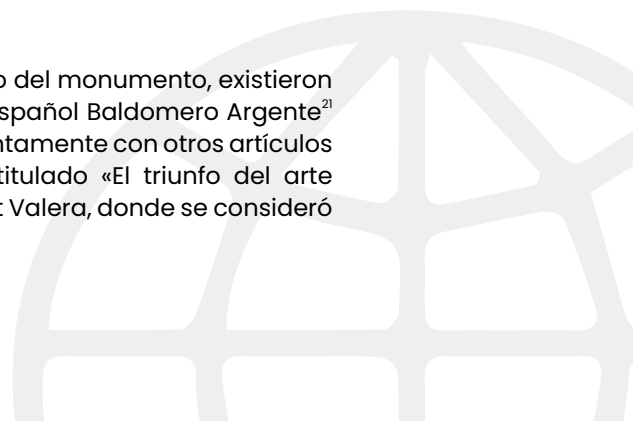 del monumento, existieron
spañol Baldomero Argente21
ntamente con otros artículos
titulado «El triunfo del arte
Valera, donde se consideró